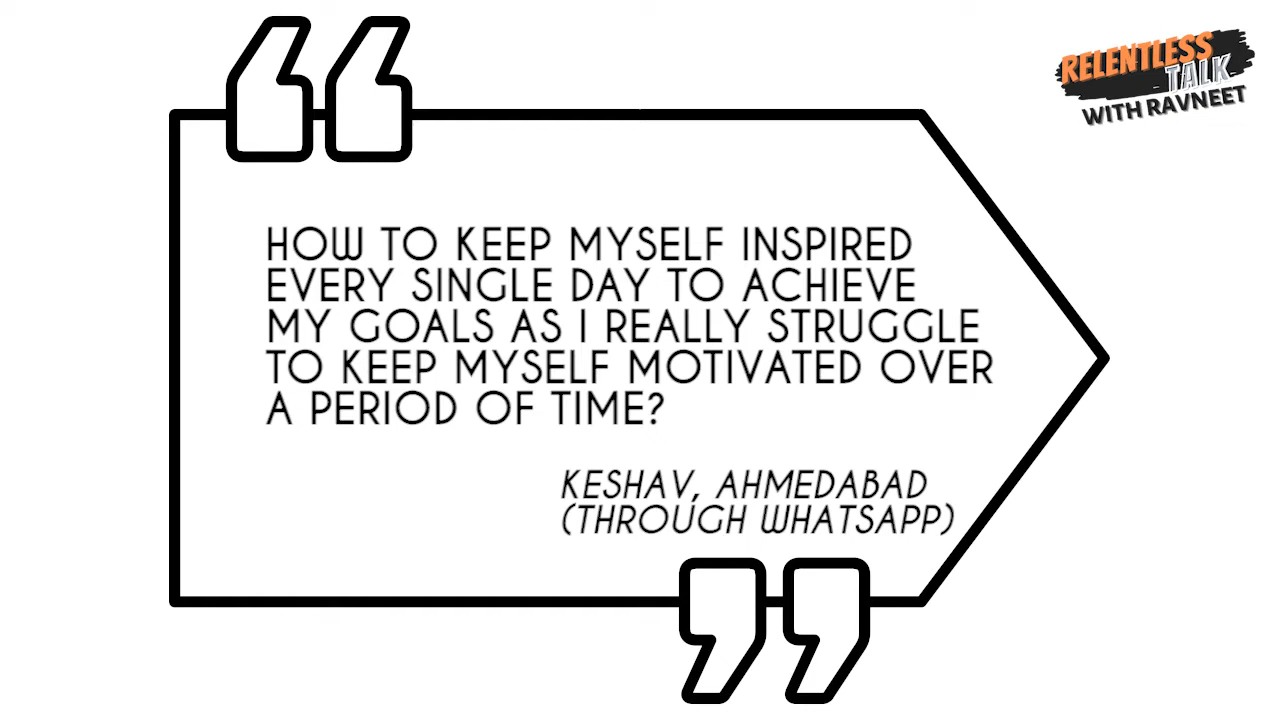 RELENTLESS
TALK
WITH RAVNEET
HOW TO KEEP MYSELF INSPIRED
EVERY SINGLE DAY TO ACHIEVE
MY GOALS AS I REALLY STRUGGLE
TO KEEP MYSELF MOTIVATED OVER
A PERIOD OF TIME?
KESHAV, AHMEDABAD
(THROUGH WHATSAPP)